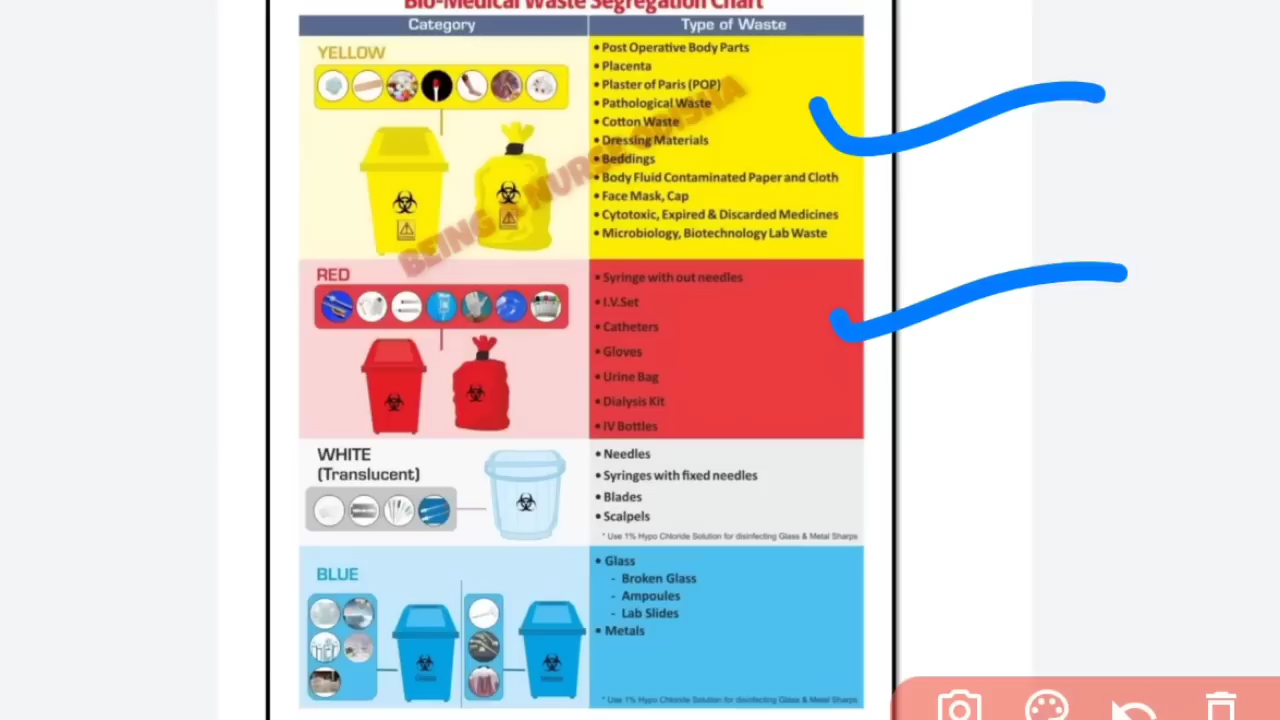 Bio-Medical Waste Segregation Chart
Category
Type of Waste
YELLOW
• Post Operative Body Parts
• Placenta
• Plaster of Paris (POP)
• Pathological Waste
• Cotton Waste
• Dressing Materials
• Beddings
• Body Fluid Contaminated Paper and Cloth
• Face Mask, Cap
• Cytotoxic, Expired & Discarded Medicines
• Microbiology, Biotechnology Lab Waste
RED
• Syringe with out needles
• I.V.Set
• Catheters
• Gloves
• Urine Bag
• Dialysis Kit
• IV Bottles
WHITE
(Translucent)
• Needles
• Syringes with fixed needles
• Blades
• Scalpels
* Use 1% Hypo Chloride Solution for disinfecting Glass & Metal Sharps
BLUE
• Glass
- Broken Glass
- Ampoules
- Lab Slides
• Metals
Glass
* Use 1% Hypo Chloride Solution for disinfecting Glass & Metal Sharps
BEING A NURSE ODISHA